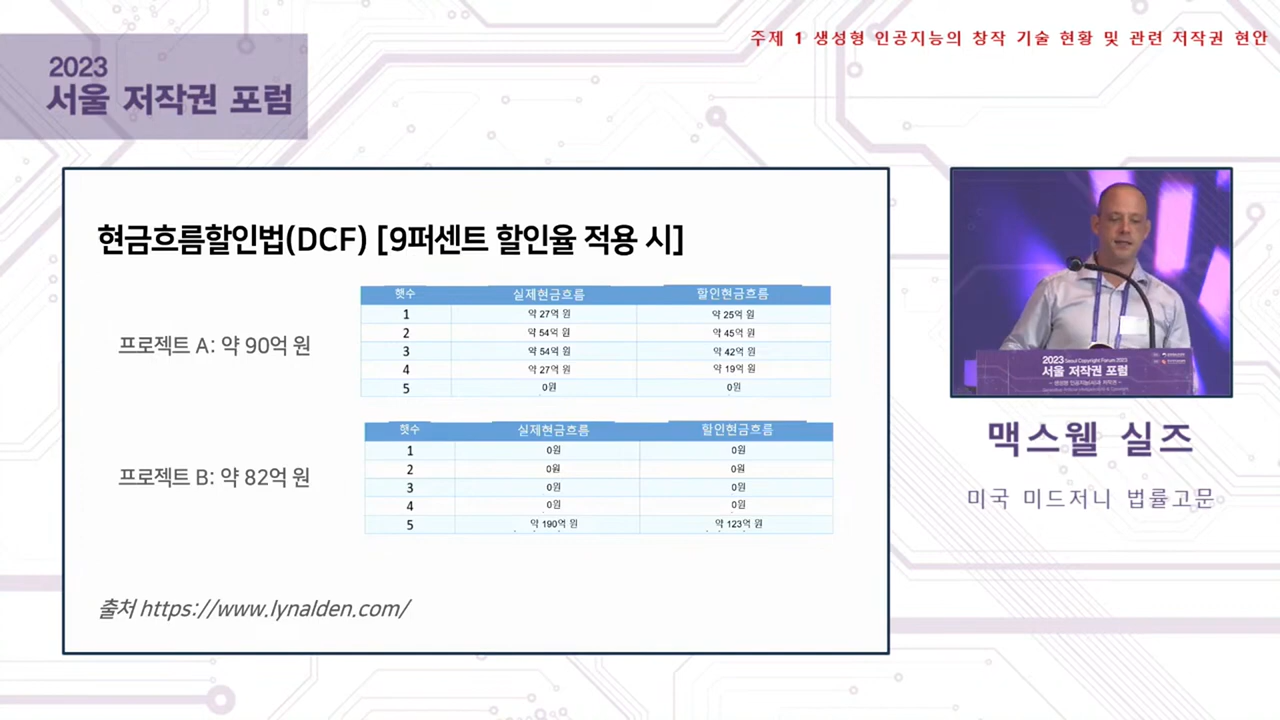 주제 1 생성형 인공지능의 창작 기술 현황 및 관련 저작권 현안
2023
서울 저작권 포럼
현금흐름할인법(DCF) [9퍼센트 할인율 적용 시]
프로젝트 A: 약 90억 원
햇수 실제현금흐름 할인현금흐름
1 약 27억 원 약 25억 원
2 약 54억 원 약 45억 원
3 약 54억 원 약 42억 원
4 약 27억 원 약 19억 원
5 0원 0원
프로젝트 B: 약 82억 원
햇수 실제현금흐름 할인현금흐름
1 0원 0원
2 0원 0원
3 0원 0원
4 0원 0원
5 약 190억 원 약 123억 원
출처 https://www.lynalden.com/
2023 Seoul Copyright Forum 2023
서울 저작권 포럼
맥스웰 실즈
미국 미드저니 법률고문